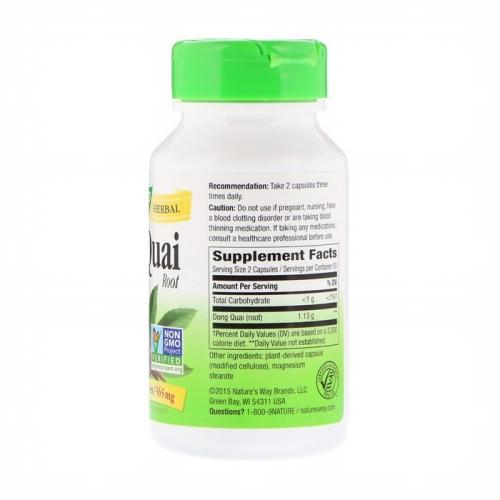 HERBAL
Quai
Root
NON
GMO
Project
VERIFIED
/ 565 mg
Recommendation: Take 2 capsules three
times daily.
Caution: Do not use if pregnant, nursing, have
a blood clotting disorder or are taking blood
thinning medication. If taking any medications,
consult a healthcare professional before use.
Supplement Facts
Serving Size 2 Capsules / Servings per Container 50
Amount Per Serving % DV
Total Carbohydrate <1 g <1%†
Dong Quai (root) 1.13 g **
†Percent Daily Values (DV) are based on a 2,000
calorie diet. **Daily Value not established.
Other ingredients: plant-derived capsule
(modified cellulose), magnesium
stearate
©2015 Nature's Way Brands, LLC
Green Bay, WI 54311 USA
Questions? 1-800-9NATURE / naturesway.com